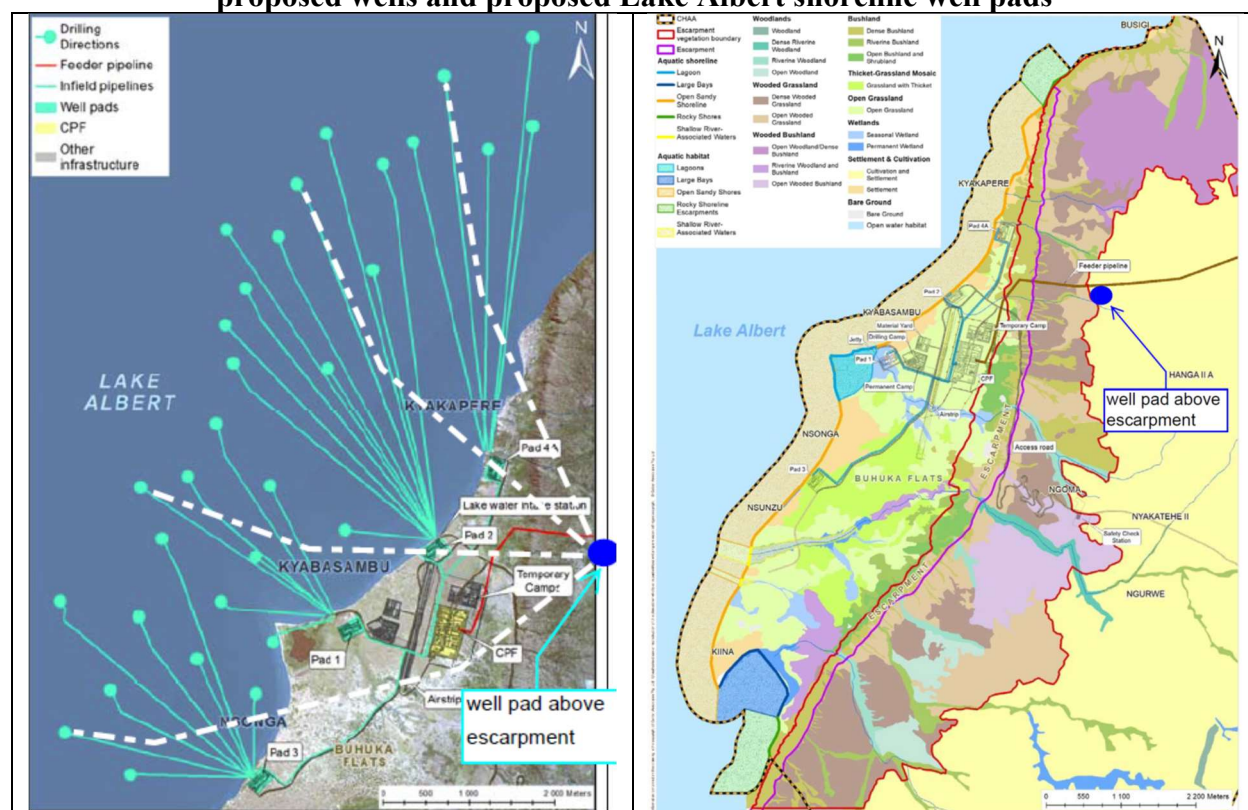 proposed wells and proposed Lake Albert shoreline well pads
Drilling
Directions
Feeder pipeline
Infield pipelines
Well pads
CPF
Other
infrastructure
N
LAKE
ALBERT
KYAKAPERE
Pad 4A
Lake water intake station
Pad 2
KYABASAMBU
Temporary
Camp
CPF
Pad 1
Airstrip
well pad above
escarpment
NGONGA
Pad 3
BUHUKA
FLATS
0 500 1 000 2 000 Meters
CHAA
Escarpment
vegetation boundary
Escarpment
Aquatic shoreline
Lagoon
Large Bays
Open Sandy
Shoreline
Rocky Shores
Shallow River-
Associated Waters
Aquatic habitat
Lagoons
Large Bays
Open Sandy Shores
Rocky Shoreline
Escarpments
Shallow River-
Associated Waters
Woodlands
Woodland
Dense Riverine
Woodland
Riverine Woodland
Open Woodland
Wooded Grassland
Dense Wooded
Grassland
Open Wooded
Grassland
Wooded Bushland
Open Woodland/Dense
Bushland
Riverine Woodland and
Bushland
Open Wooded Bushland
Bushland
Dense Bushland
Riverine Bushland
Open Bushland and
Shrubland
Thicket-Grassland Mosaic
Grassland with Thicket
Open Grassland
Open Grassland
Wetlands
Seasonal Wetland
Permanent Wetland
Settlement & Cultivation
Cultivation and
Settlement
Settlement
Bare Ground
Bare Ground
Open water habitat
BUSIGI
N
KYAKAPERE
Pad 4A
Feeder pipeline
Pad 2
KYABASAMBU
Material Yard
Temporary Camp
Lake Albert
Jetty
Drilling Camp
Pad 1
Permanent Camp
CPF
HANGA II A
well pad above
escarpment
Airstrip
NSONGA
ESCARPMENT
Access road
Pad 3
BUHUKA FLATS
NGOMA
NSUNZU
NYAKATEHE II
Safety Check
Station
ESCARPMENT
NGURWE
KIINA
0 550 1 100 2 200 Meters